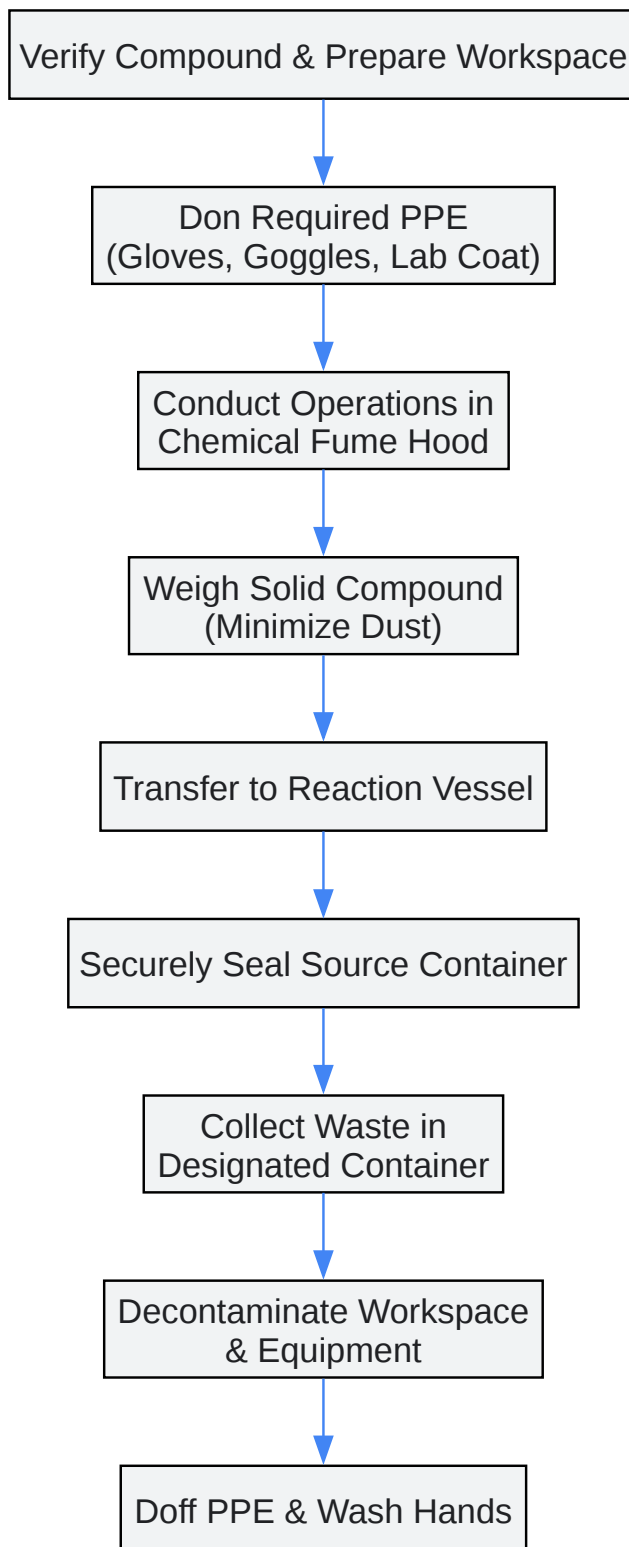 Verify Compound & Prepare Workspace
Don Required PPE
(Gloves, Goggles, Lab Coat)
Conduct Operations in
Chemical Fume Hood
Weigh Solid Compound
(Minimize Dust)
Transfer to Reaction Vessel
Securely Seal Source Container
Collect Waste in
Designated Container
Decontaminate Workspace
& Equipment
Doff PPE & Wash Hands